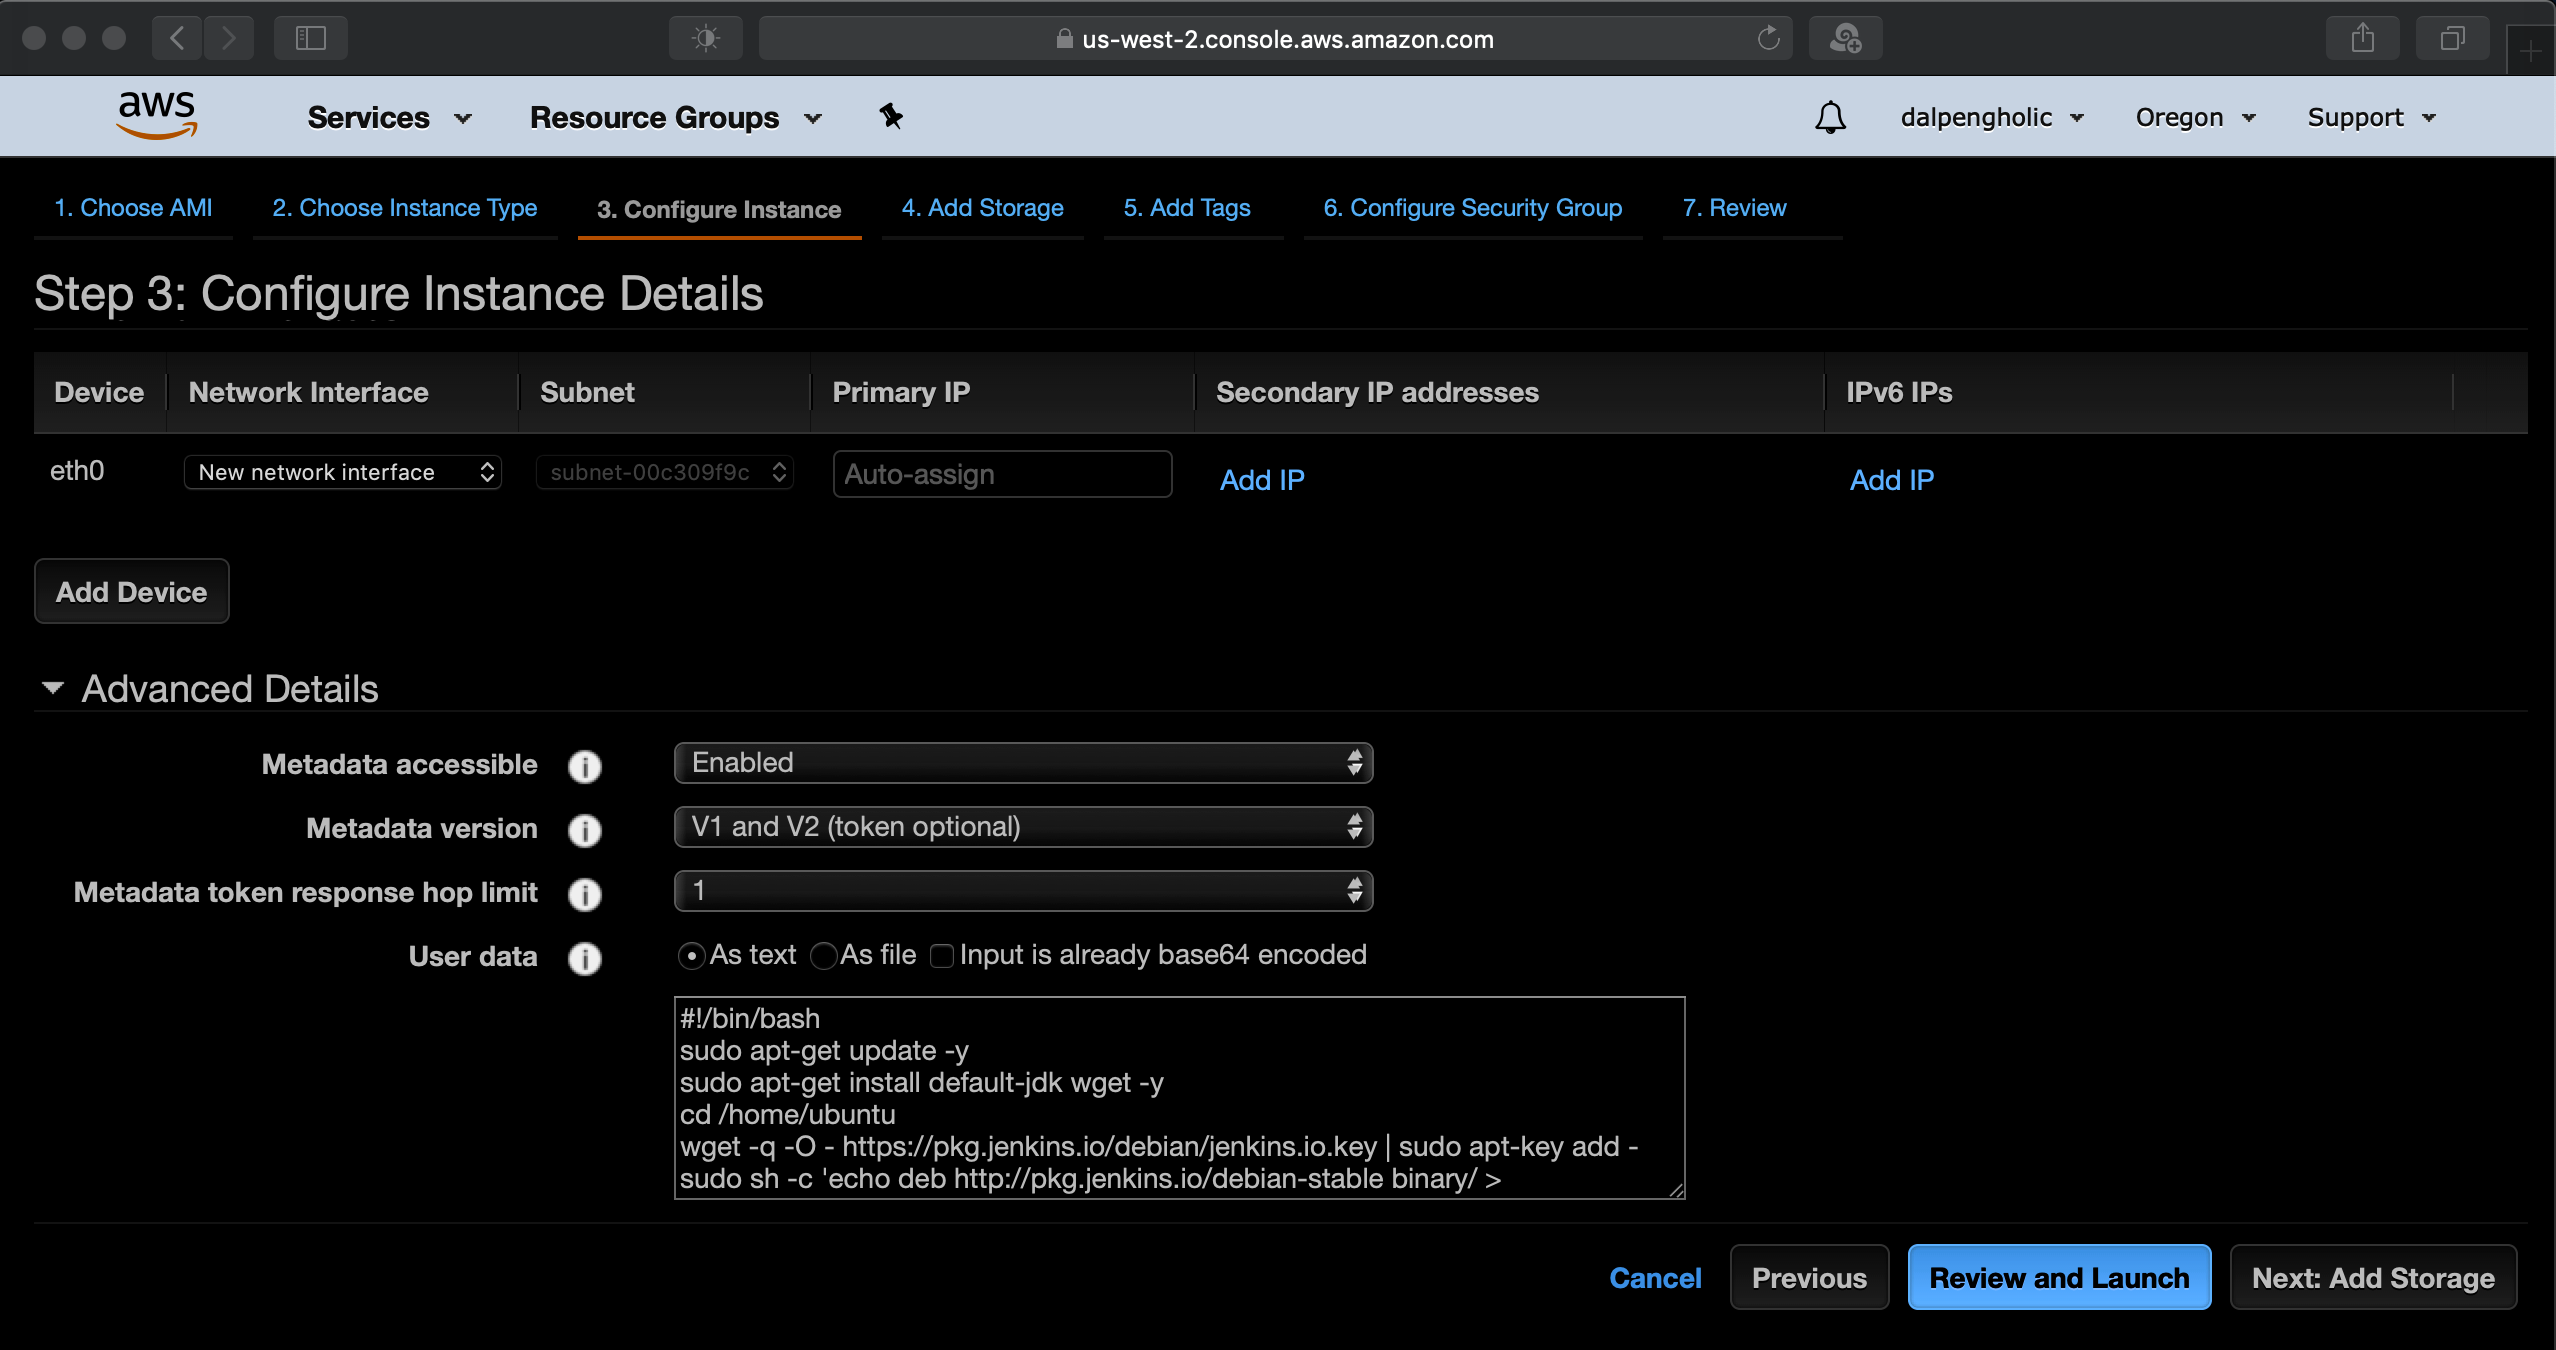 us-west-2.console.aws.amazon.com
aws Services Resource Groups dalpengholic Oregon Support
1. Choose AMI 2. Choose Instance Type 3. Configure Instance 4. Add Storage 5. Add Tags 6. Configure Security Group 7. Review
Step 3: Configure Instance Details
Device Network Interface Subnet Primary IP Secondary IP addresses IPv6 IPs
eth0 New network interface subnet-00c309f9c Auto-assign Add IP Add IP
Add Device
Advanced Details
Metadata accessible Enabled
Metadata version V1 and V2 (token optional)
Metadata token response hop limit 1
User data As text As file Input is already base64 encoded
#!/bin/bash
sudo apt-get update -y
sudo apt-get install default-jdk wget -y
cd /home/ubuntu
wget -q -O - https://pkg.jenkins.io/debian/jenkins.io.key | sudo apt-key add -
sudo sh -c 'echo deb http://pkg.jenkins.io/debian-stable binary/ >
Cancel Previous Review and Launch Next: Add Storage